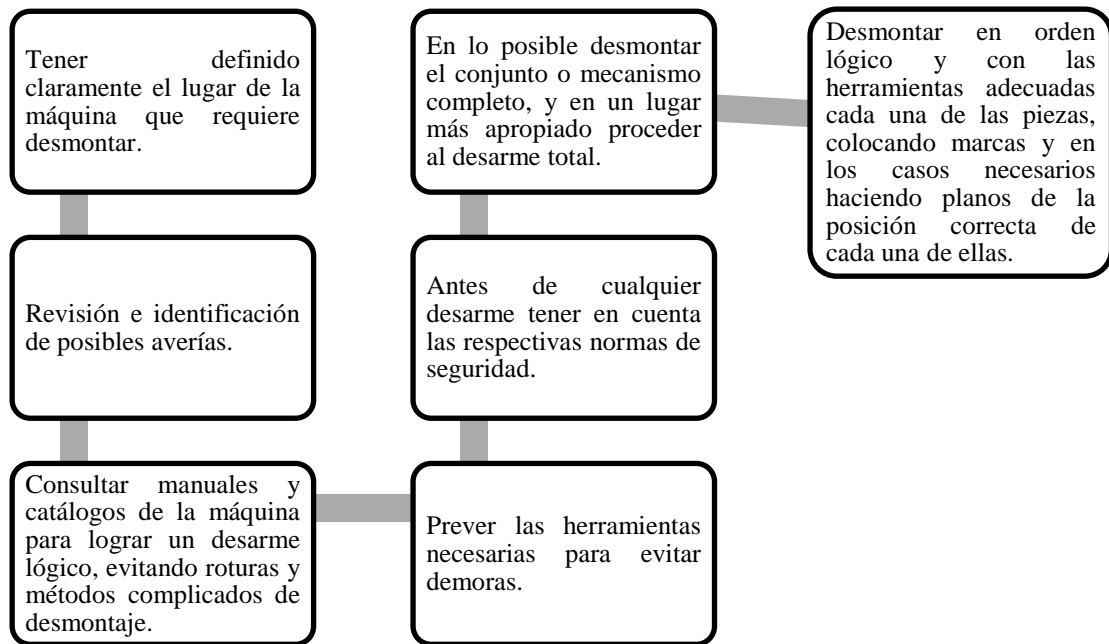 Tener definido
claramente el lugar de la
máquina que requiere
desmontar.
Revisión e identificación
de posibles averías.
Consultar manuales y
catálogos de la máquina
para lograr un desarme
lógico, evitando roturas y
métodos complicados de
desmontaje.
Prever las herramientas
necesarias para evitar
demoras.
Antes de cualquier
desarme tener en cuenta
las respectivas normas de
seguridad.
En lo posible desmontar
el conjunto o mecanismo
completo, y en un lugar
más apropiado proceder
al desarme total.
Desmontar en orden
lógico y con las
herramientas adecuadas
cada una de las piezas,
colocando marcas y en
los casos necesarios
haciendo planos de la
posición correcta de
cada una de ellas.